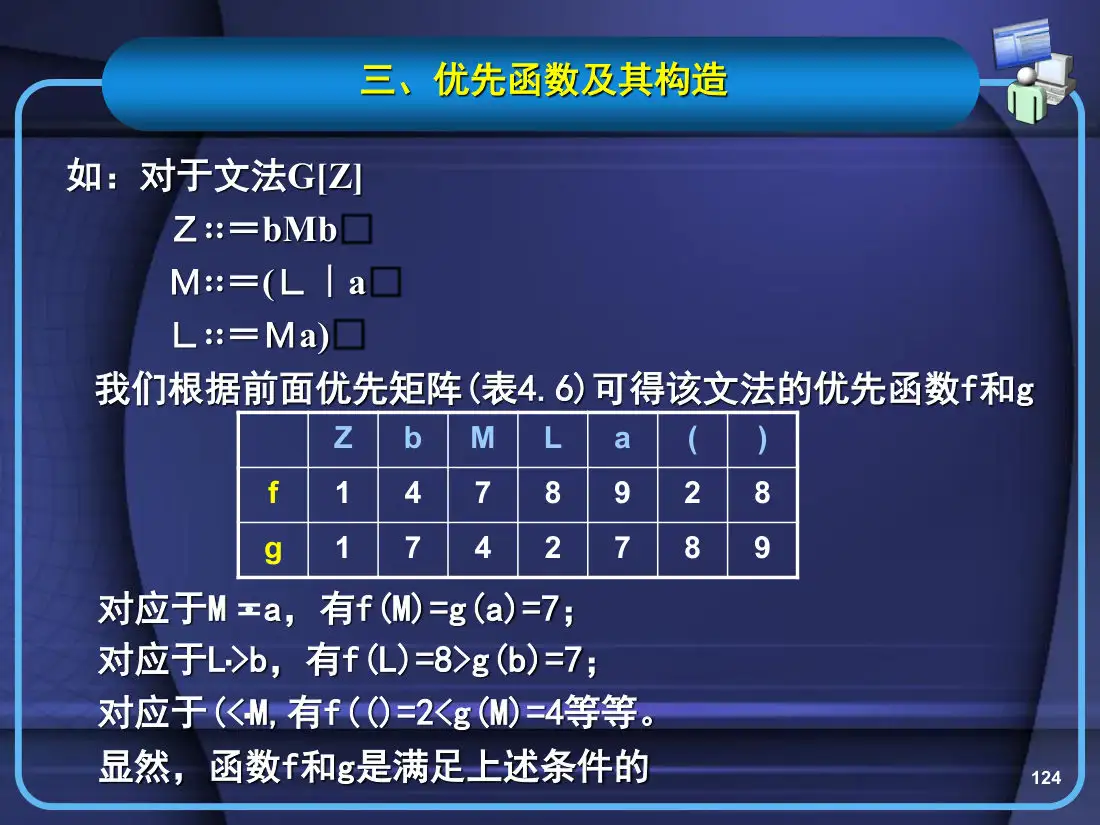 三、优先函数及其构造
如：对于文法G[Z]
Ｚ∷＝bMb□
Ｍ∷＝(Ｌ｜a□
Ｌ∷＝Ｍa)□
我们根据前面优先矩阵(表4.6)可得该文法的优先函数f和g
Z b M L a ( )
f 1 4 7 8 9 2 8
g 1 7 4 2 7 8 9
对应于M ≖ a，有f(M)=g(a)=7；
对应于L·>b，有f(L)=8>g(b)=7；
对应于(<·M,有f(()=2<g(M)=4等等。
显然，函数f和g是满足上述条件的
124